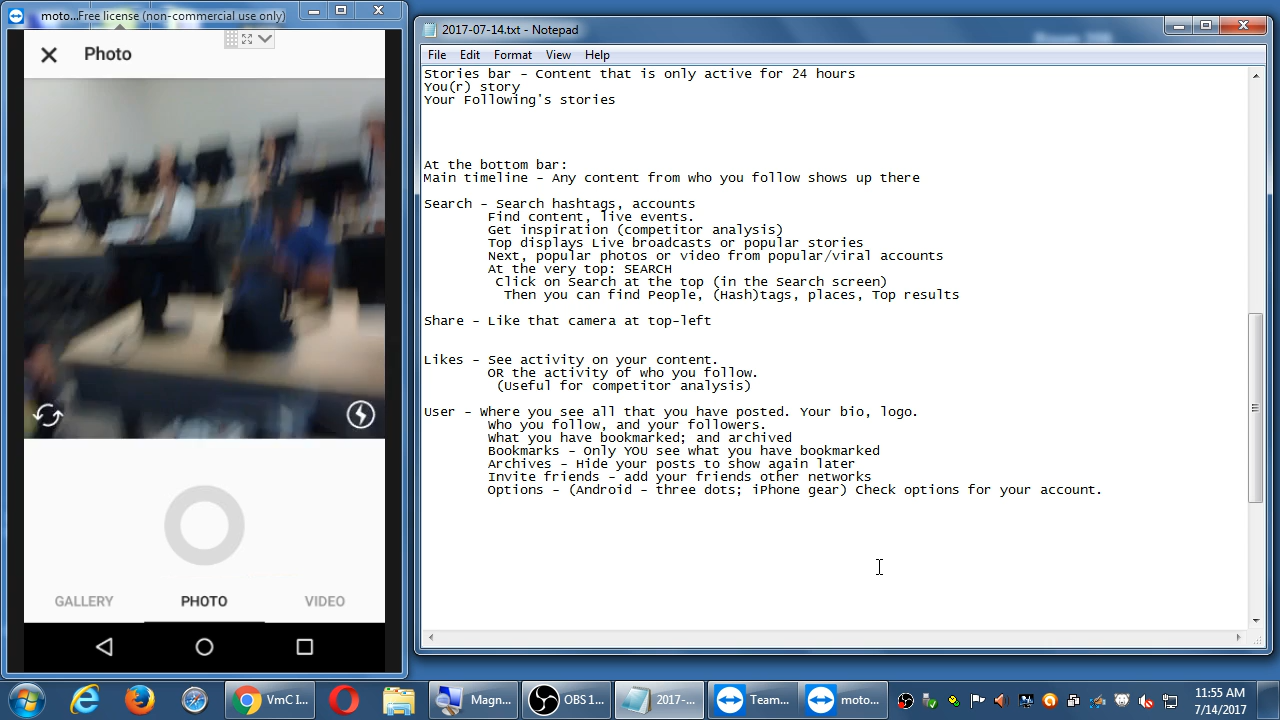 moto...Free license (non-commercial use only)
Photo
GALLERY
PHOTO
VIDEO
2017-07-14.txt - Notepad
File Edit Format View Help
Stories bar - Content that is only active for 24 hours
You(r) story
Your Following's stories
At the bottom bar:
Main timeline - Any content from who you follow shows up there
Search - Search hashtags, accounts
Find content, live events.
Get inspiration (competitor analysis)
Top displays Live broadcasts or popular stories
Next, popular photos or video from popular/viral accounts
At the very top: SEARCH
Click on Search at the top (in the Search screen)
Then you can find People, (Hash)tags, places, Top results
Share - Like that camera at top-left
Likes - See activity on your content.
OR the activity of who you follow.
(Useful for competitor analysis)
User - Where you see all that you have posted. Your bio, logo.
Who you follow, and your followers.
What you have bookmarked; and archived
Bookmarks - Only YOU see what you have bookmarked
Archives - Hide your posts to show again later
Invite friends - add your friends other networks
Options - (Android - three dots; iPhone gear) Check options for your account.
VmC I...
Magn...
OBS 1...
2017-...
Team...
moto...
11:55 AM
7/14/2017